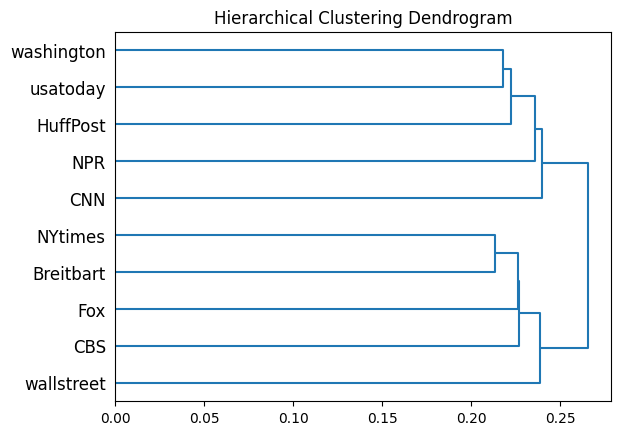 Hierarchical Clustering Dendrogram
washington
usatoday
HuffPost
NPR
CNN
NYtimes
Breitbart
Fox
CBS
wallstreet
0.00 0.05 0.10 0.15 0.20 0.25